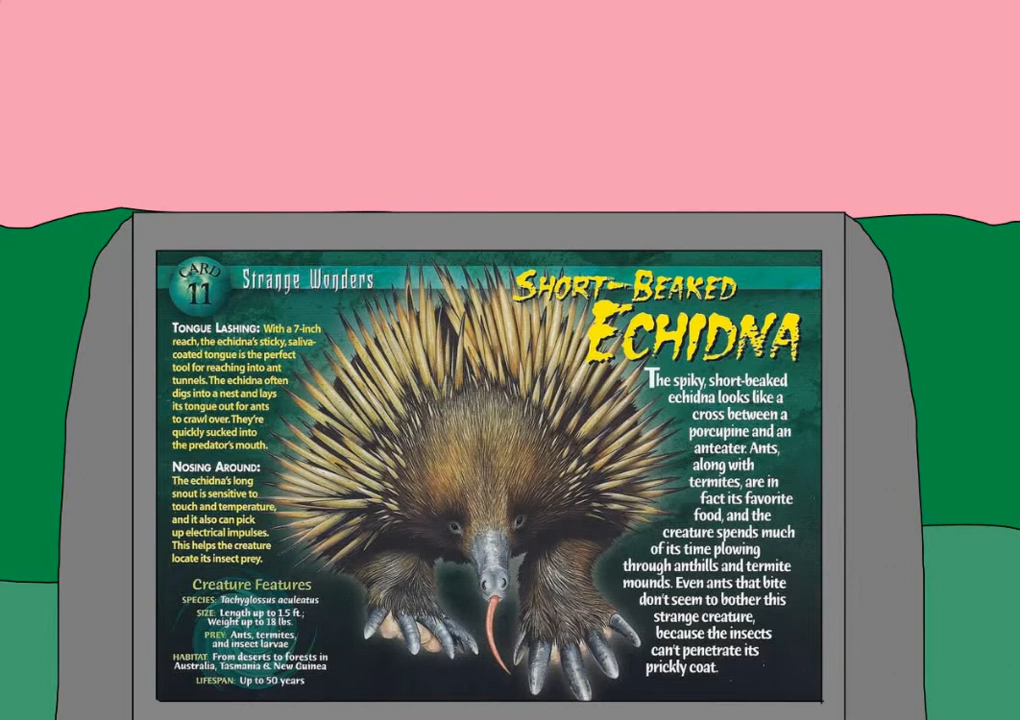 CARD
11
Strange Wonders
SHORT-BEAKED
ECHIDNA
TONGUE LASHING: With a 7-inch
reach, the echidna's sticky, saliva-
coated tongue is the perfect
tool for reaching into ant
tunnels. The echidna often
digs into a nest and lays
its tongue out for ants
to crawl over. They're
quickly sucked into
the predator's mouth.
NOSING AROUND:
The echidna's long
snout is sensitive to
touch and temperature,
and it also can pick
up electrical impulses.
This helps the creature
locate its insect prey.
Creature Features
SPECIES: Tachyglossus aculeatus
SIZE: Length up to 1.5 ft.;
Weight up to 18 lbs.
PREY: Ants, termites,
and insect larvae
HABITAT: From deserts to forests in
Australia, Tasmania & New Guinea
LIFESPAN: Up to 50 years
The spiky, short-beaked
echidna looks like a
cross between a
porcupine and an
anteater. Ants,
along with
termites, are in
fact its favorite
food, and the
creature spends much
of its time plowing
through anthills and termite
mounds. Even ants that bite
don't seem to bother this
strange creature,
because the insects
can't penetrate its
prickly coat.